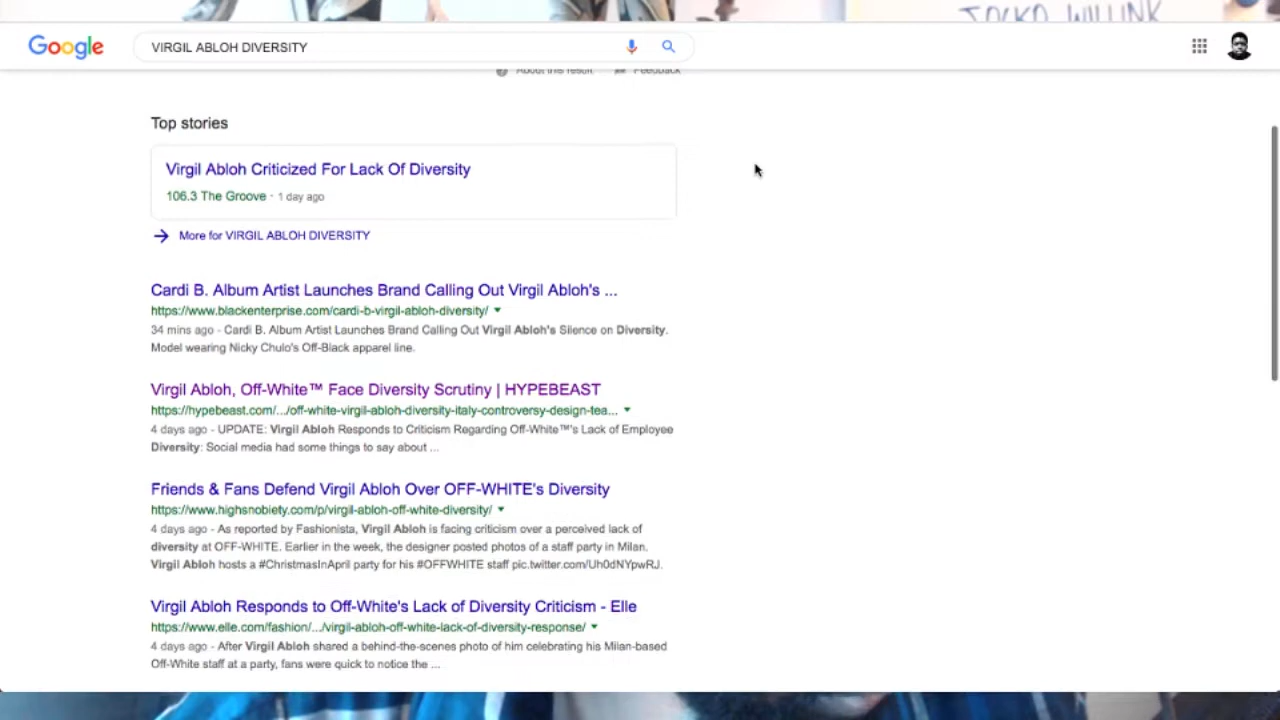 JOCKO WILLINK
Google
VIRGIL ABLOH DIVERSITY
About this result Feedback
Top stories
Virgil Abloh Criticized For Lack Of Diversity
106.3 The Groove - 1 day ago
More for VIRGIL ABLOH DIVERSITY
Cardi B. Album Artist Launches Brand Calling Out Virgil Abloh's ...
https://www.blackenterprise.com/cardi-b-virgil-abloh-diversity/
34 mins ago - Cardi B. Album Artist Launches Brand Calling Out Virgil Abloh's Silence on Diversity.
Model wearing Nicky Chulo's Off-Black apparel line.
Virgil Abloh, Off-White™ Face Diversity Scrutiny | HYPEBEAST
https://hypebeast.com/.../off-white-virgil-abloh-diversity-italy-controversy-design-tea...
4 days ago - UPDATE: Virgil Abloh Responds to Criticism Regarding Off-White™'s Lack of Employee
Diversity: Social media had some things to say about ...
Friends & Fans Defend Virgil Abloh Over OFF-WHITE's Diversity
https://www.highsnobiety.com/p/virgil-abloh-off-white-diversity/
4 days ago - As reported by Fashionista, Virgil Abloh is facing criticism over a perceived lack of
diversity at OFF-WHITE. Earlier in the week, the designer posted photos of a staff party in Milan.
Virgil Abloh hosts a #ChristmasInApril party for his #OFFWHITE staff pic.twitter.com/Uh0dNYpwRJ.
Virgil Abloh Responds to Off-White's Lack of Diversity Criticism - Elle
https://www.elle.com/fashion/.../virgil-abloh-off-white-lack-of-diversity-response/
4 days ago - After Virgil Abloh shared a behind-the-scenes photo of him celebrating his Milan-based
Off-White staff at a party, fans were quick to notice the ...